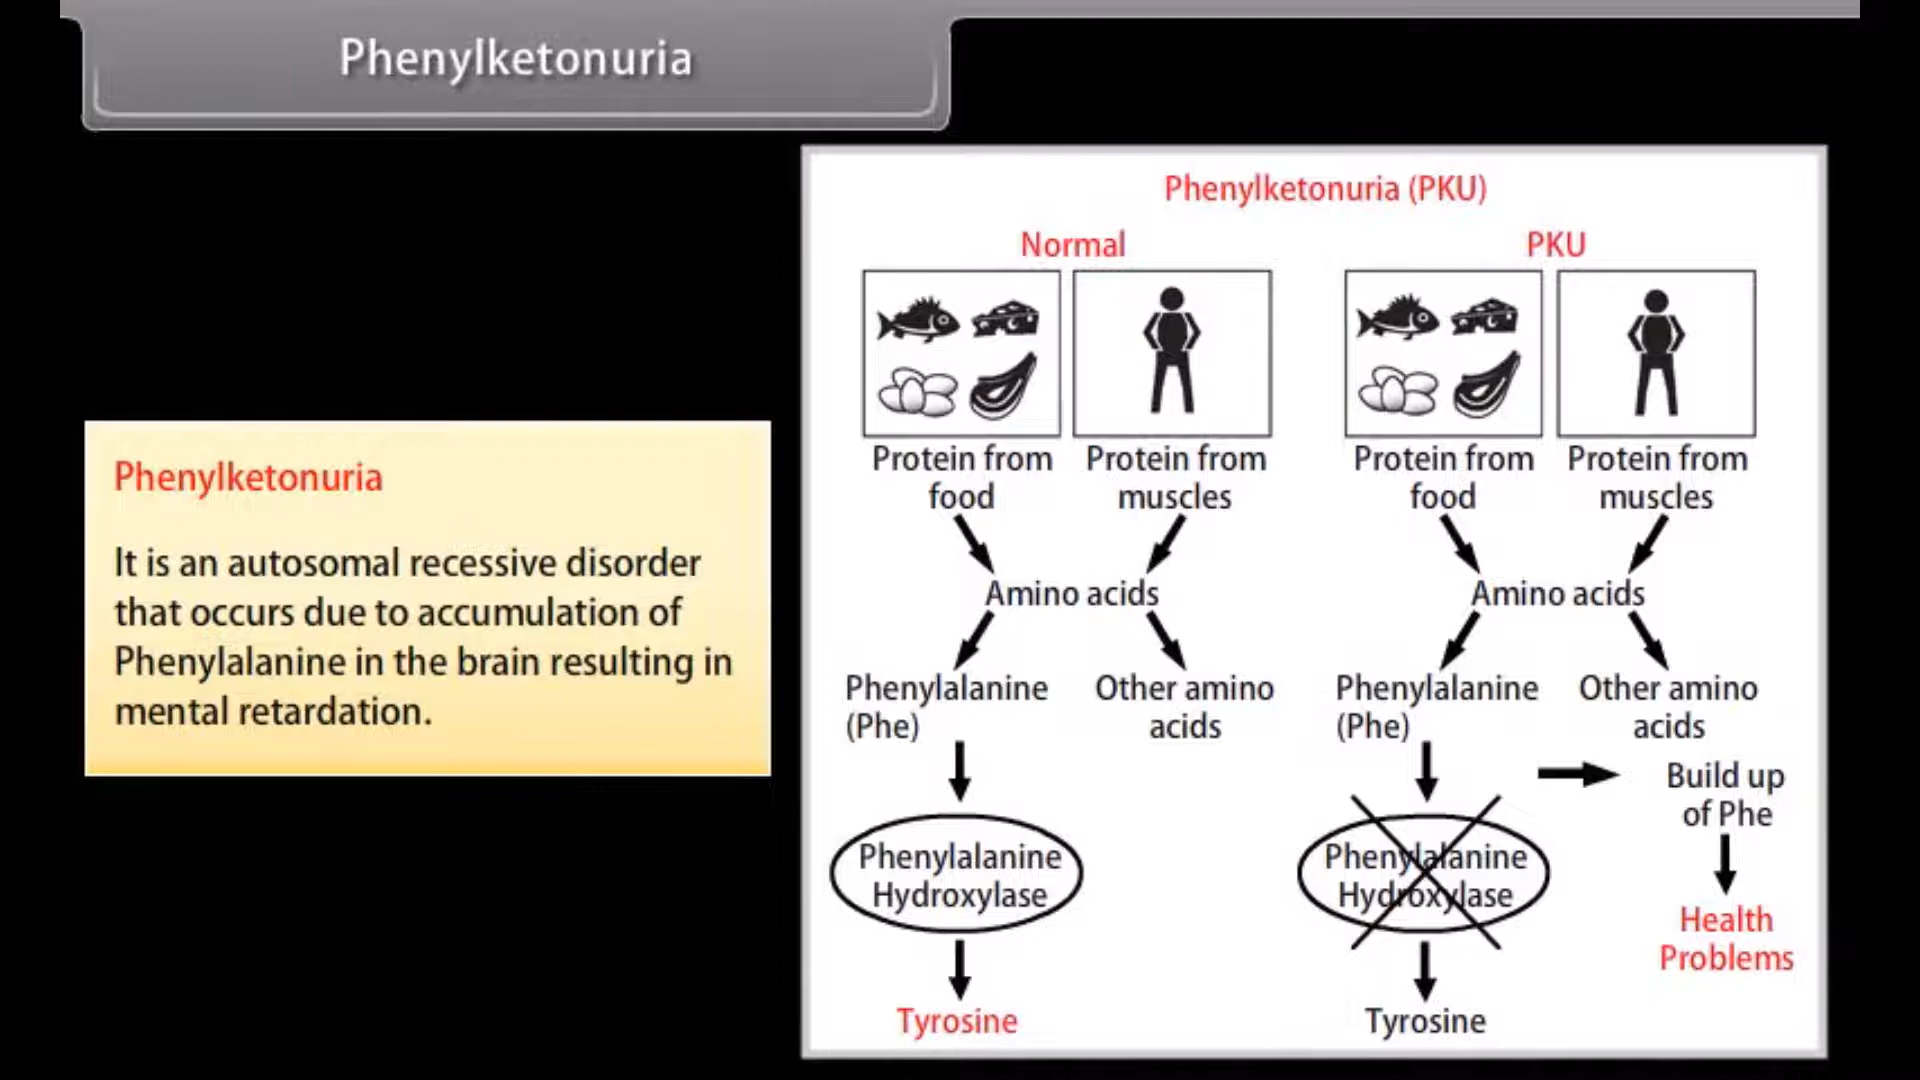 Phenylketonuria
Phenylketonuria
It is an autosomal recessive disorder
that occurs due to accumulation of
Phenylalanine in the brain resulting in
mental retardation.
Phenylketonuria (PKU)
Normal
Protein from
food
Protein from
muscles
Amino acids
Phenylalanine
(Phe)
Other amino
acids
Phenylalanine
Hydroxylase
Tyrosine
PKU
Protein from
food
Protein from
muscles
Amino acids
Phenylalanine
(Phe)
Other amino
acids
Build up
of Phe
Phenylalanine
Hydroxylase
Health
Problems
Tyrosine